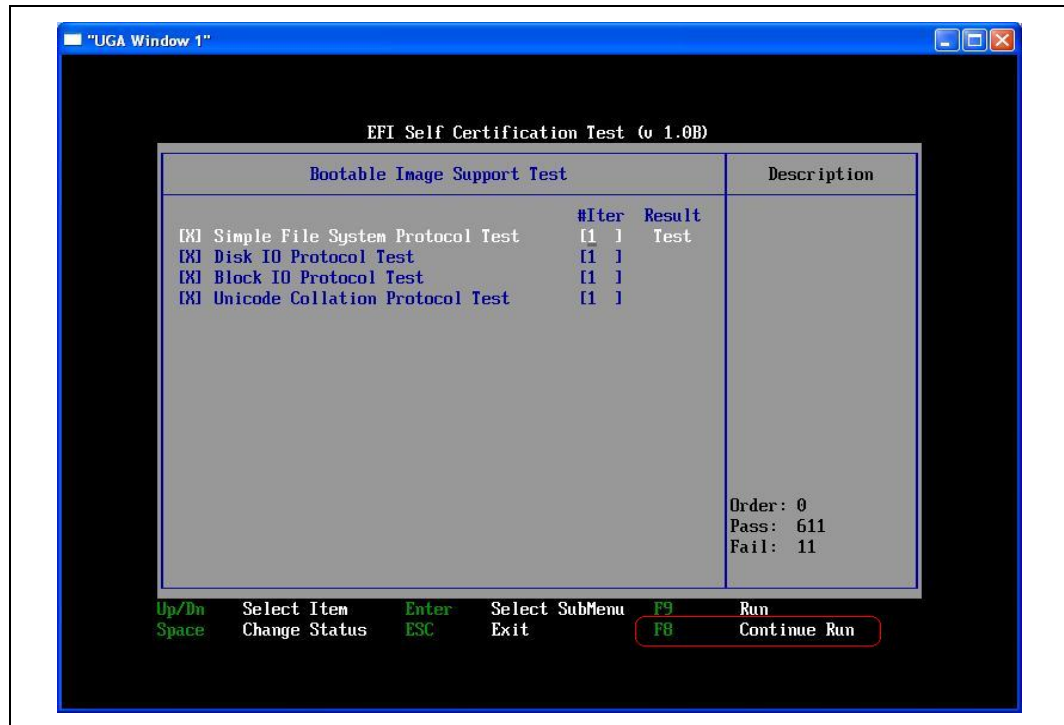 "UGA Window 1"
EFI Self Certification Test (v 1.0B)
Bootable Image Support Test
Description
#Iter Result
[X] Simple File System Protocol Test [1 ] Test
[X] Disk IO Protocol Test [1 ]
[X] Block IO Protocol Test [1 ]
[X] Unicode Collation Protocol Test [1 ]
Order: 0
Pass: 611
Fail: 11
Up/Dn Select Item Enter Select SubMenu F9 Run
Space Change Status ESC Exit F8 Continue Run